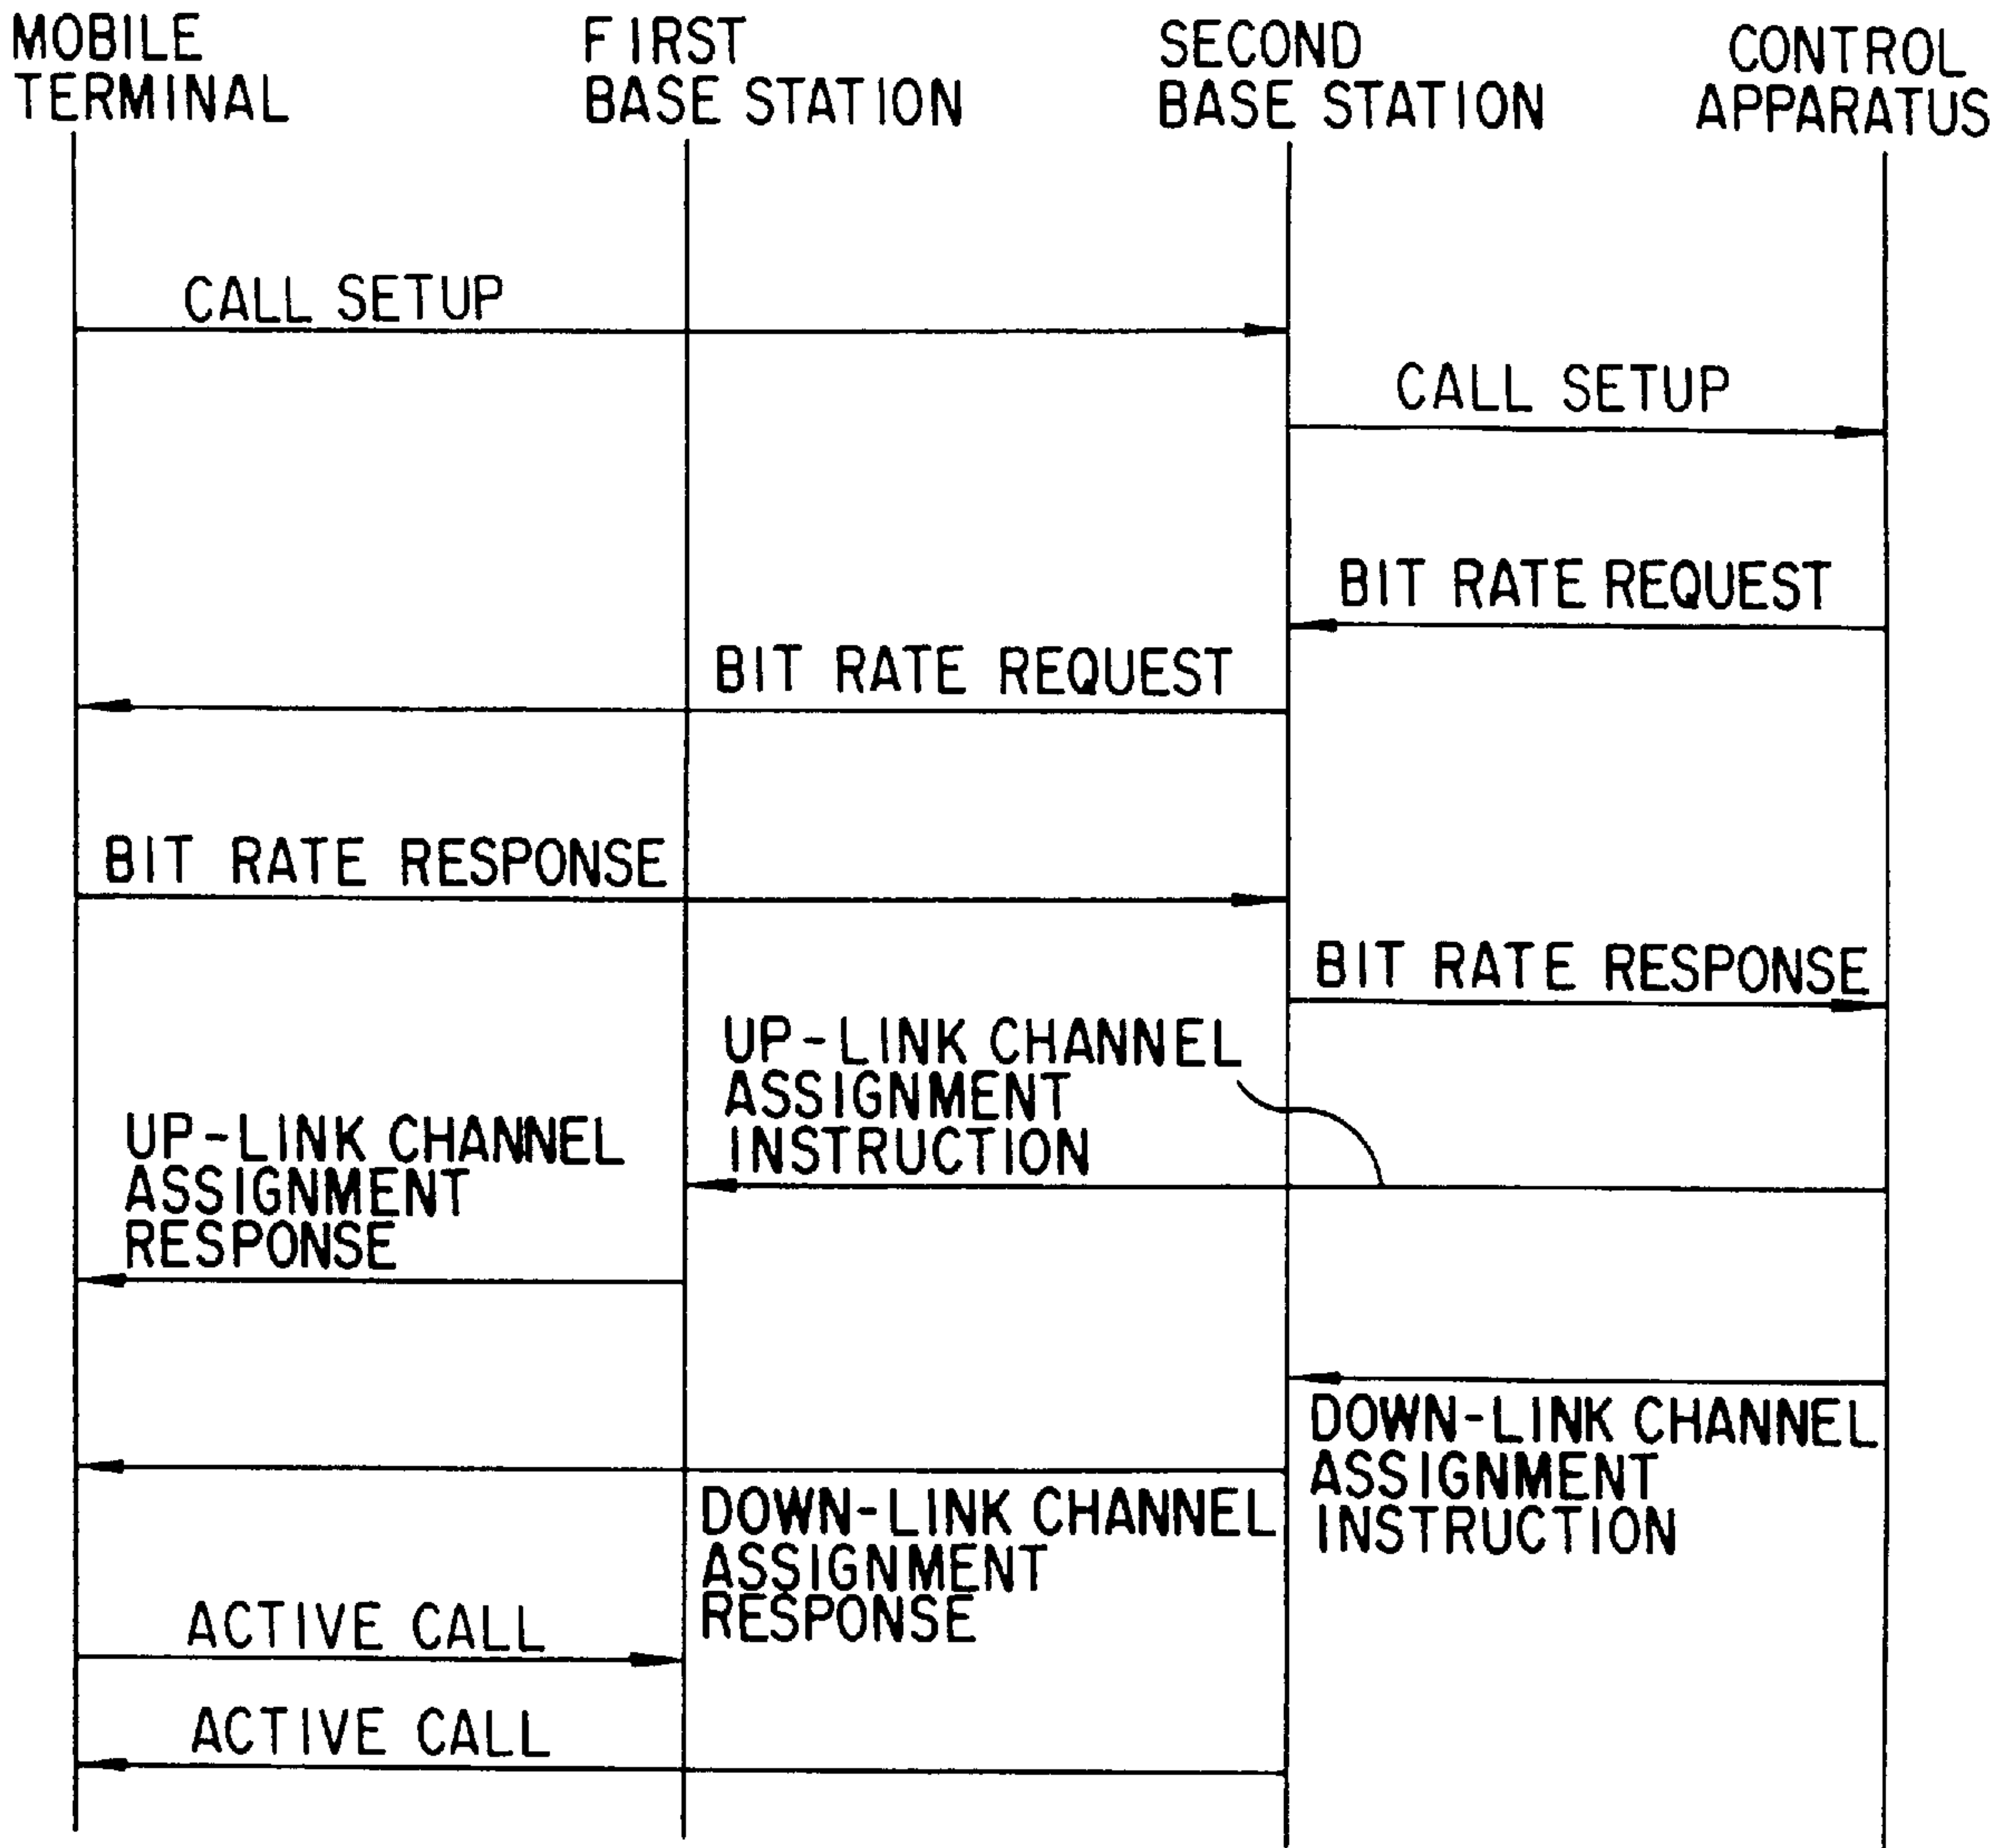 MOBILE
TERMINAL
FIRST
BASE STATION
SECOND
BASE STATION
CONTROL
APPARATUS
CALL SETUP
CALL SETUP
BIT RATE REQUEST
BIT RATE REQUEST
BIT RATE RESPONSE
BIT RATE RESPONSE
UP-LINK CHANNEL
ASSIGNMENT
INSTRUCTION
UP-LINK CHANNEL
ASSIGNMENT
RESPONSE
DOWN-LINK CHANNEL
ASSIGNMENT
INSTRUCTION
DOWN-LINK CHANNEL
ASSIGNMENT
RESPONSE
ACTIVE CALL
ACTIVE CALL